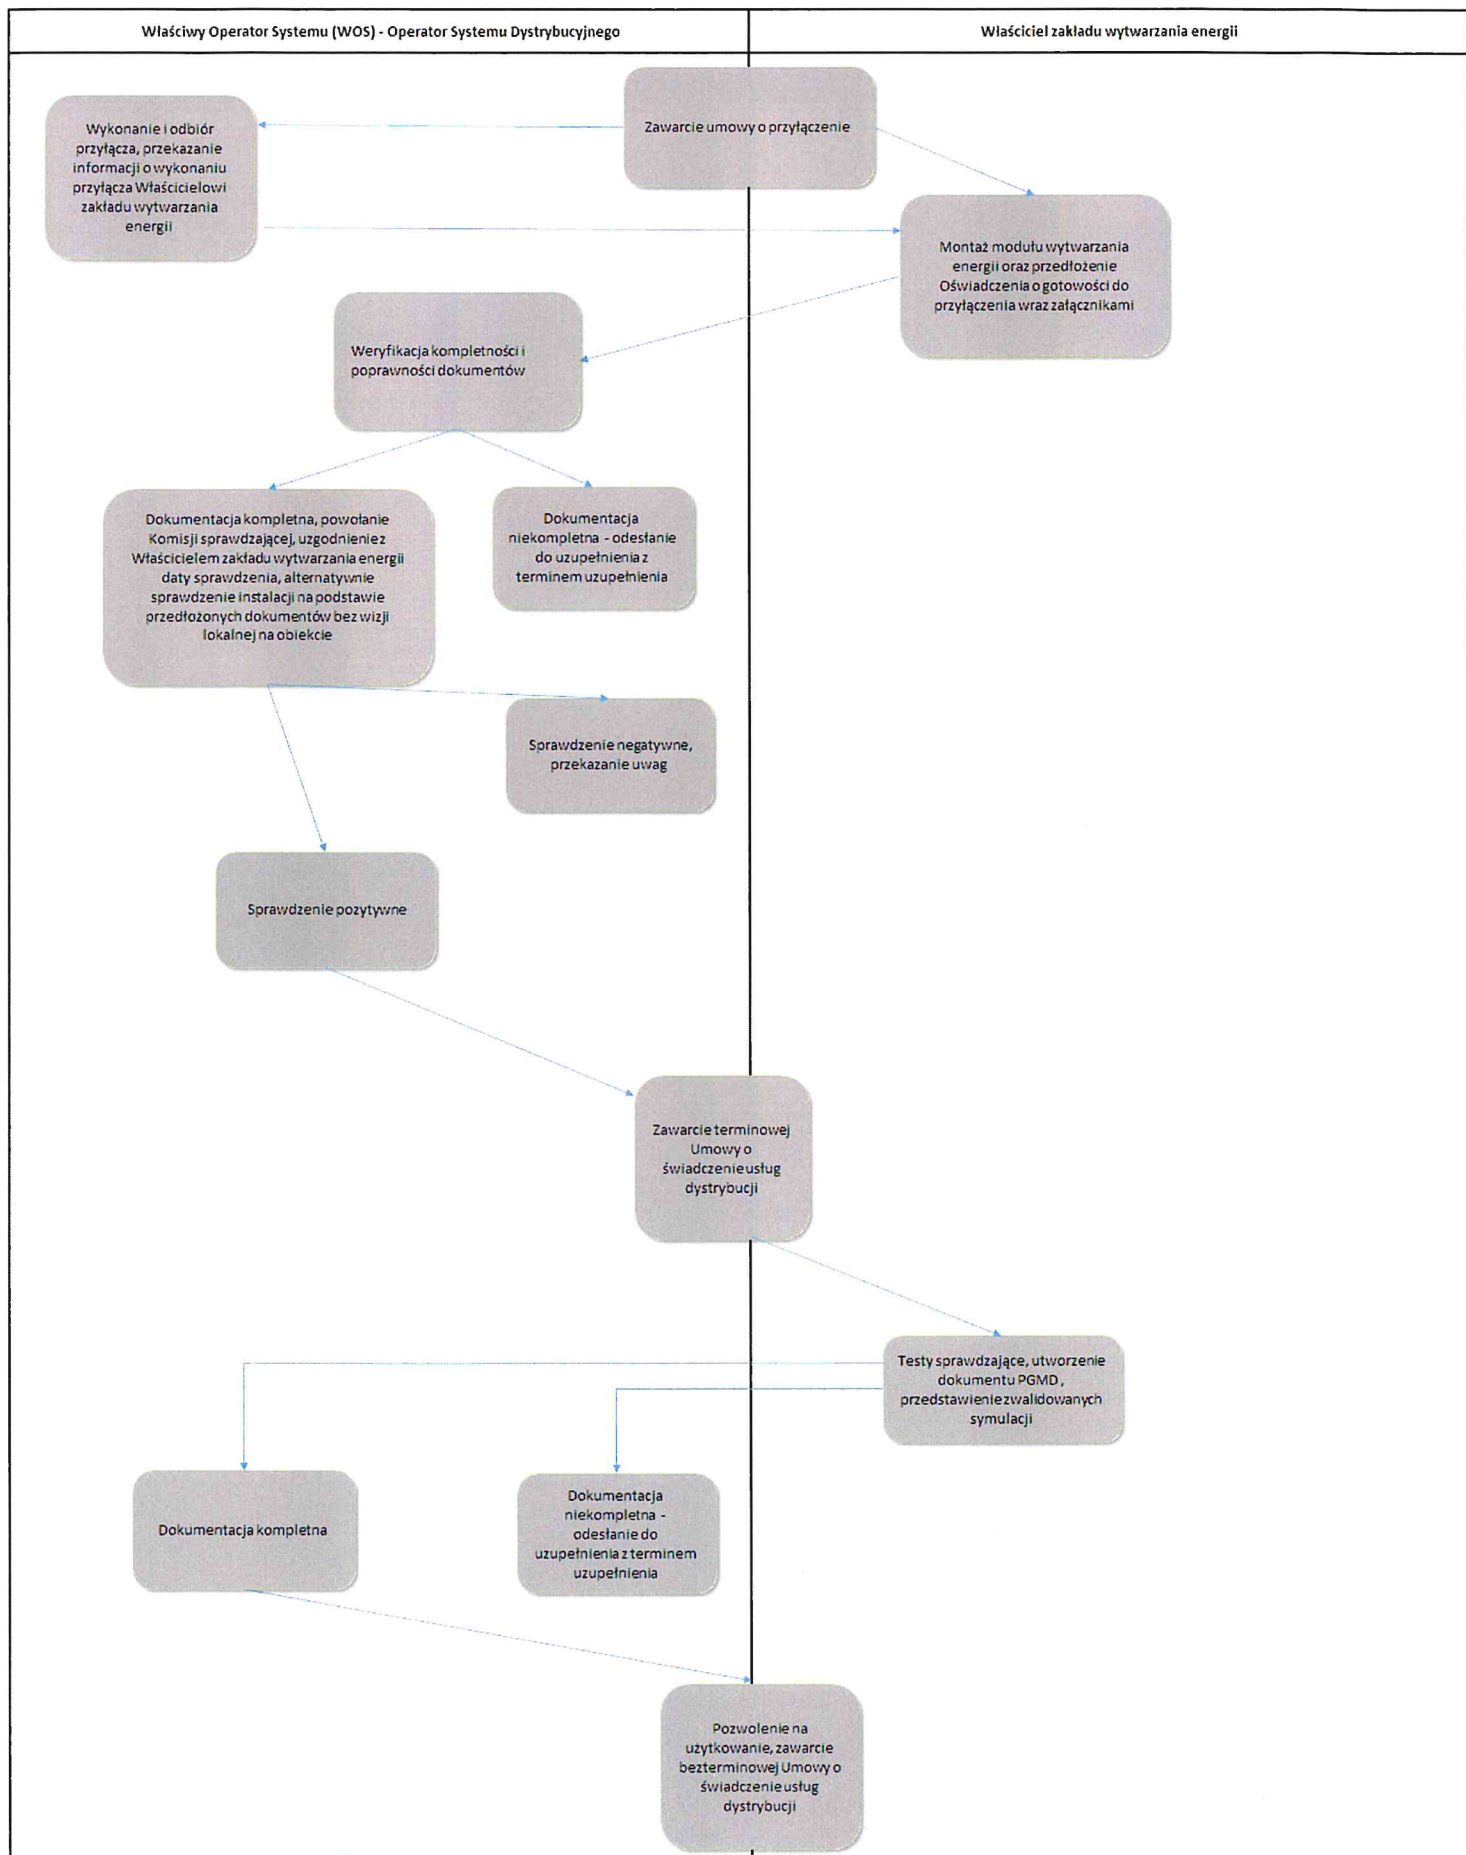 Właściwy Operator Systemu (WOS) - Operator Systemu Dystrybucyjnego
Właściciel zakładu wytwarzania energii
Zawarcie umowy o przyłączenie
Wykonanie i odbiór
przyłącza, przekazanie
informacji o wykonaniu
przyłącza Właścicielowi
zakładu wytwarzania
energii
Montaż modułu wytwarzania
energii oraz przedłożenie
Oświadczenia o gotowości do
przyłączenia wraz załącznikami
Weryfikacja kompletności i
poprawności dokumentów
Dokumentacja kompletna, powołanie
Komisji sprawdzającej, uzgodnienie z
Właścicielem zakładu wytwarzania energii
daty sprawdzenia, alternatywnie
sprawdzenie instalacji na podstawie
przedłożonych dokumentów bez wizji
lokalnej na obiekcie
Dokumentacja
niekompletna - odesłanie
do uzupełnienia z
terminem uzupełnienia
Sprawdzenie negatywne,
przekazanie uwag
Sprawdzenie pozytywne
Zawarcie terminowej
Umowy o
świadczenie usług
dystrybucji
Testy sprawdzające, utworzenie
dokumentu PGMD ,
przedstawienie zwalidowanych
symulacji
Dokumentacja kompletna
Dokumentacja
niekompletna -
odesłanie do
uzupełnienia z terminem
uzupełnienia
Pozwolenie na
użytkowanie, zawarcie
bezterminowej Umowy o
świadczenie usług
dystrybucji